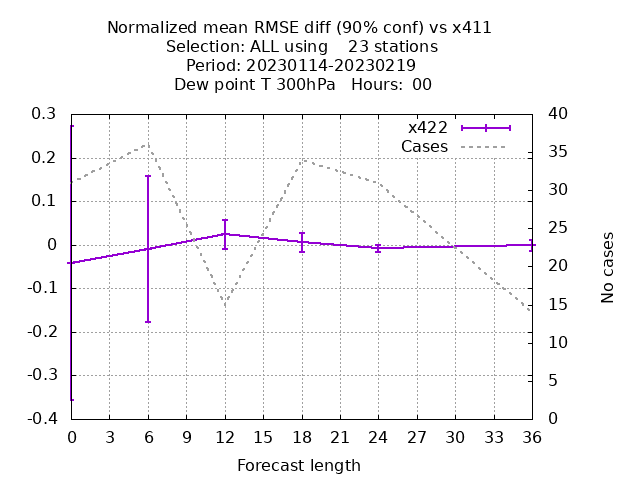 Normalized mean RMSE diff (90% conf) vs x411
Selection: ALL using    23 stations
Period: 20230114-20230219
Dew point T 300hPa   Hours: 00
x422
Cases
0.3
0.2
0.1
0
-0.1
-0.2
-0.3
-0.4
40
35
30
25
20
15
10
5
0
No cases
0 3 6 9 12 15 18 21 24 27 30 33 36
Forecast length